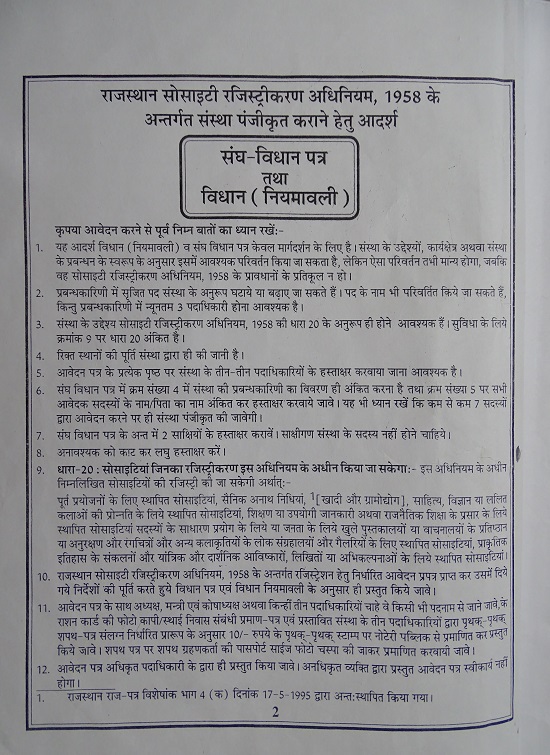 राजस्थान सोसाइटी रजिस्ट्रीकरण अधिनियम, 1958 के
अन्तर्गत संस्था पंजीकृत कराने हेतु आदर्श
संघ-विधान पत्र
तथा
विधान ( नियमावली )
कृपया आवेदन करने से पूर्व निम्न बातों का ध्यान रखें:-
1. यह आदर्श विधान (नियमावली) व संघ विधान पत्र केवल मार्गदर्शन के लिए है। संस्था के उद्देश्यों, कार्यक्षेत्र अथवा संस्था
के प्रबन्धन के स्वरूप के अनुसार इसमें आवश्यक परिवर्तन किया जा सकता है, लेकिन ऐसा परिवर्तन तभी मान्य होगा, जबकि
वह सोसाइटी रजिस्ट्रीकरण अधिनियम, 1958 के प्रावधानों के प्रतिकूल न हो।
2. प्रबन्धकारिणी में सृजित पद संस्था के अनुरूप घटाये या बढ़ाए जा सकते हैं। पद के नाम भी परिवर्तित किये जा सकते हैं,
किन्तु प्रबन्धकारिणी में न्यूनतम 3 पदाधिकारी होना आवश्यक है।
3. संस्था के उद्देश्य सोसाइटी रजिस्ट्रीकरण अधिनियम, 1958 की धारा 20 के अनुरूप ही होने आवश्यक हैं। सुविधा के लिये
क्रमांक 9 पर धारा 20 अंकित है।
4. रिक्त स्थानों की पूर्ति संस्था द्वारा ही की जानी है।
5. आवेदन पत्र के प्रत्येक पृष्ठ पर संस्था के तीन-तीन पदाधिकारियों के हस्ताक्षर करवाया जाना आवश्यक है।
6. संघ विधान पत्र में क्रम संख्या 4 में संस्था की प्रबन्धकारिणी का विवरण ही अंकित करना है तथा क्रम संख्या 5 पर सभी
आवेदक सदस्यों के नाम/पिता का नाम अंकित कर हस्ताक्षर करवाये जावे। यह भी ध्यान रखें कि कम से कम 7 सदस्यों
द्वारा आवेदन करने पर ही संस्था पंजीकृत की जावेगी।
7. संघ विधान पत्र के अन्त में 2 साक्षियों के हस्ताक्षर करावें। साक्षीगण संस्था के सदस्य नहीं होने चाहिये।
8. अनावश्यक को काट कर लघु हस्ताक्षर करें।
9. धारा-20 : सोसाइटियां जिनका रजिस्ट्रीकरण इस अधिनियम के अधीन किया जा सकेगा:- इस अधिनियम के अधीन
निम्नलिखित सोसाइटियों की रजिस्ट्री की जा सकेगी अर्थात्:-
पूर्त प्रयोजनों के लिए स्थापित सोसाइटियां, सैनिक अनाथ निधियां, 1[ खादी और ग्रामोद्योग], साहित्य, विज्ञान या ललित
कलाओं की प्रोन्नति के लिए स्थापित सोसाइटियां, शिक्षण या उपयोगी जानकारी अथवा राजनैतिक शिक्षा के प्रसार के लिये
स्थापित सोसाइटियां सदस्यों के साधारण प्रयोग के लिये या जनता के लिये खुले पुस्तकालयों या वाचनालयों के प्रतिष्ठान
या अनुरक्षण और रंगचित्रों और अन्य कलाकृतियों के लोक संग्रहालयों और गैलरियों के लिए स्थापित सोसाइटियां, प्राकृतिक
इतिहास के संकलनों और यांत्रिक और दार्शनिक आविष्कारों, लिखितों या अभिकल्पनाओं के लिये स्थापित सोसाइटियां।
10. राजस्थान सोसाइटी रजिस्ट्रीकरण अधिनियम, 1958 के अन्तर्गत रजिस्ट्रेशन हेतु निर्धारित आवेदन प्रपत्र प्राप्त कर उसमें दिये
गये निर्देशों की पूर्ति करते हुये विधान पत्र एवं विधान नियमावली के अनुसार ही प्रस्तुत किये जावे।
11. आवेदन पत्र के साथ अध्यक्ष, मन्त्री एवं कोषाध्यक्ष अथवा किन्हीं तीन पदाधिकारियों चाहे वे किसी भी पदनाम से जाने जावे, के
राशन कार्ड की फोटो कापी/स्थाई निवास संबंधी प्रमाण-पत्र एवं प्रस्तावित संस्था के तीन पदाधिकारियों द्वारा पृथक्-पृथक्
शपथ-पत्र संलग्न निर्धारित प्रारूप के अनुसार 10/- रुपये के पृथक्-पृथक् स्टाम्प पर नोटेरी पब्लिक से प्रमाणित कर प्रस्तुत
किये जावे। शपथ पत्र पर शपथ ग्रहणकर्ता की पासपोर्ट साईज फोटो चस्पा की जाकर प्रमाणित करवायी जावे।
12. आवेदन पत्र अधिकृत पदाधिकारी के द्वारा ही प्रस्तुत किया जावे। अनधिकृत व्यक्ति द्वारा प्रस्तुत आवेदन पत्र स्वीकार्य नहीं
होगा।
1. राजस्थान राज-पत्र विशेषांक भाग 4 (क) दिनांक 17-5-1995 द्वारा अन्त:स्थापित किया गया।
2